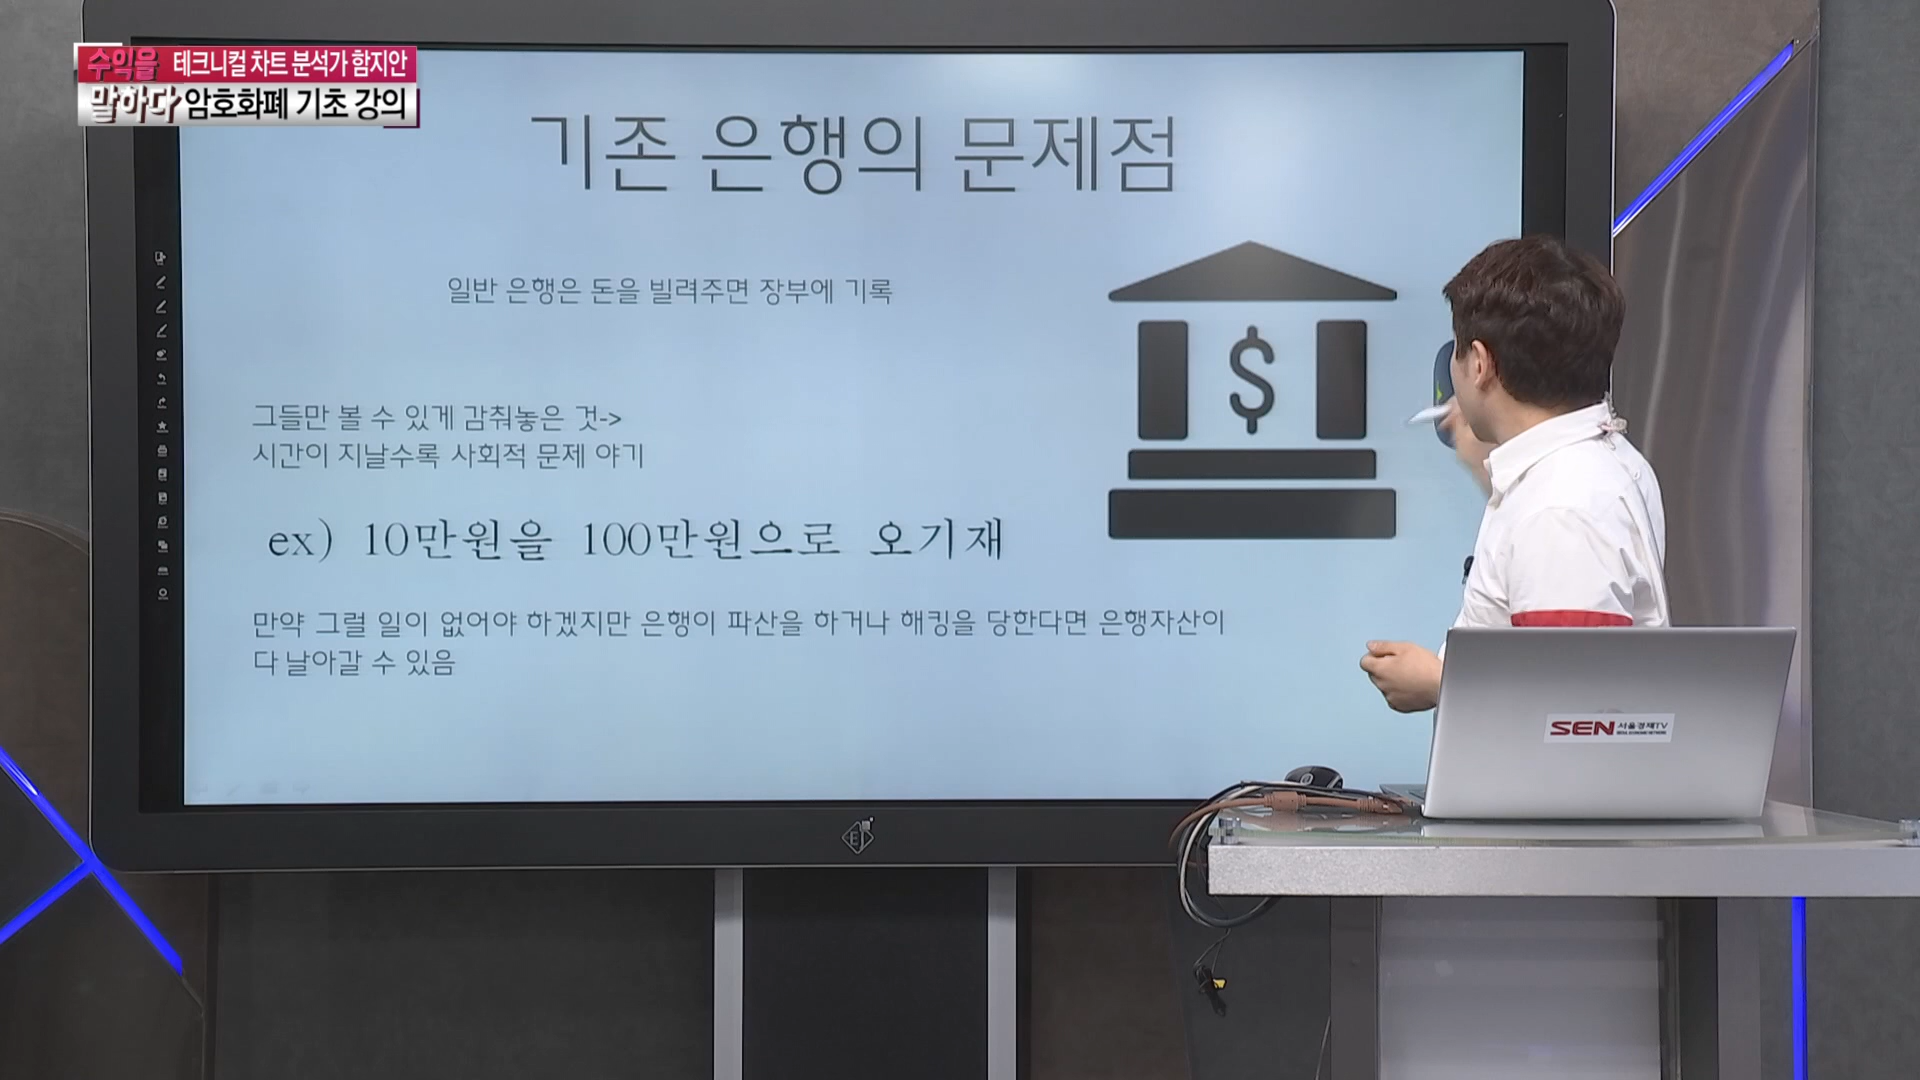 수익을
말하다
테크니컬 차트 분석가 함지안
암호화폐 기초 강의
기존 은행의 문제점
일반 은행은 돈을 빌려주면 장부에 기록
$
그들만 볼 수 있게 감춰놓은 것->
시간이 지날수록 사회적 문제 야기
ex) 10만원을 100만원으로 오기재
만약 그럴 일이 없어야 하겠지만 은행이 파산을 하거나 해킹을 당한다면 은행자산이
다 날아갈 수 있음
SEN 서울경제TV